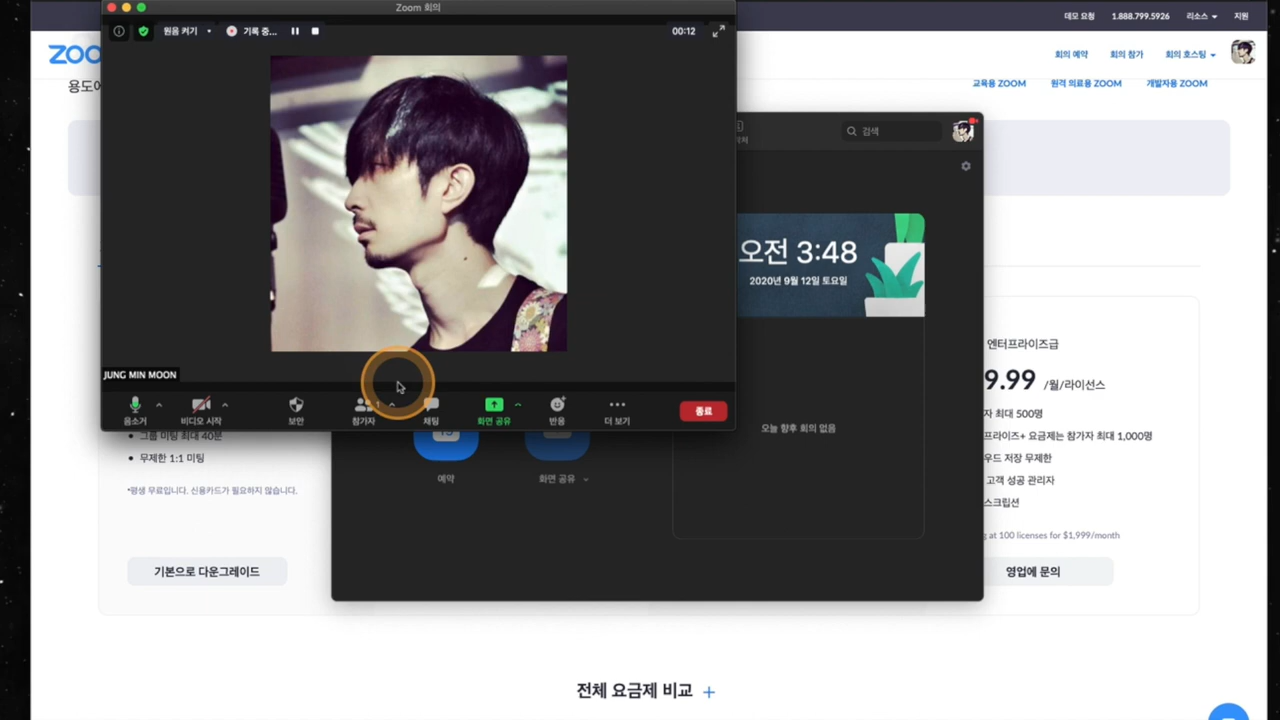 Zoom 회의
데모 요청 1.888.799.5926 리소스 지원
원음 켜기 기록 중... 00:12
ZOO
회의 예약 회의 참가 회의 호스팅
용도에
교육용 ZOOM 원격 의료용 ZOOM 개발자용 ZOOM
검색
오전 3:48
2020년 9월 12일 토요일
엔터프라이즈급
9.99 /월/라이선스
JUNG MIN MOON
음소거 비디오 시작 보안 참가자 1 채팅 화면 공유 반응 더 보기 종료
자 최대 500명
오늘 향후 회의 없음
그룹 미팅 최대 40분
프라이즈+ 요금제는 참가자 최대 1,000명
무제한 1:1 미팅
우드 저장 무제한
예약 화면 공유
고객 성공 관리자
*평생 무료입니다. 신용카드가 필요하지 않습니다.
스크립션
g at 100 licenses for $1,999/month
기본으로 다운그레이드
영업에 문의
전체 요금제 비교 +